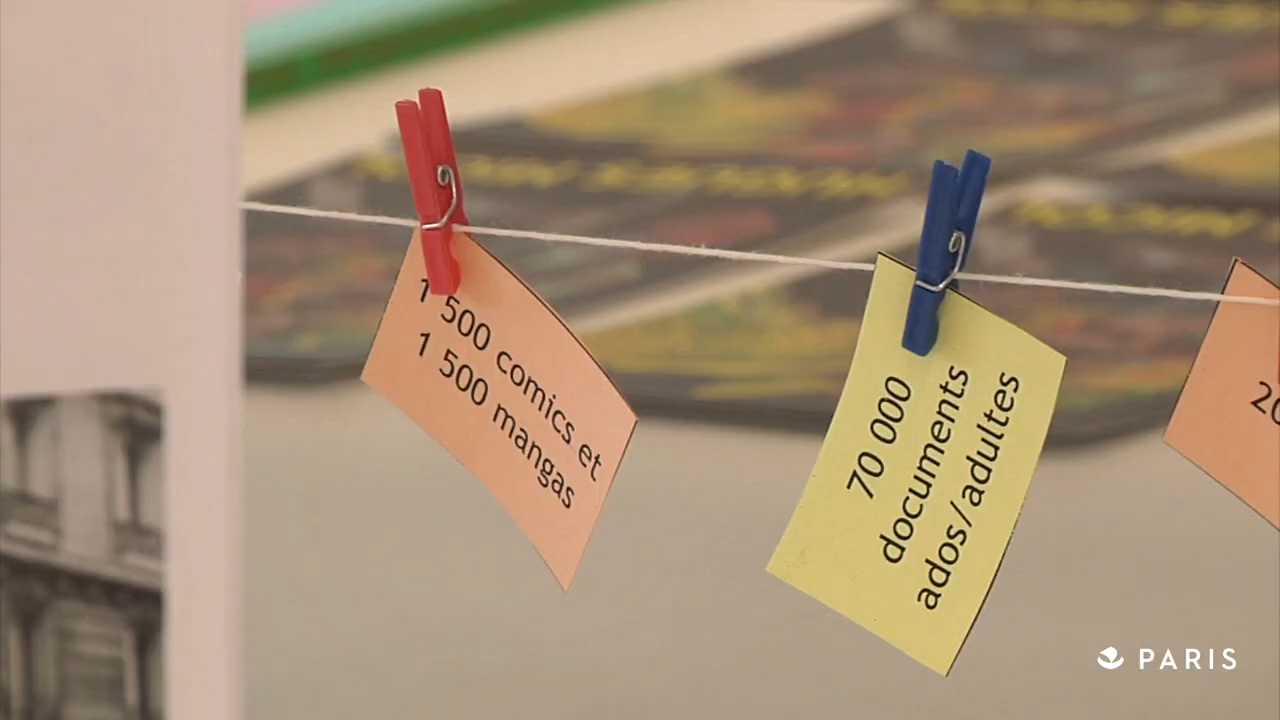 1 500 comics et
1 500 mangas
70 000
documents
ados/adultes
PARIS